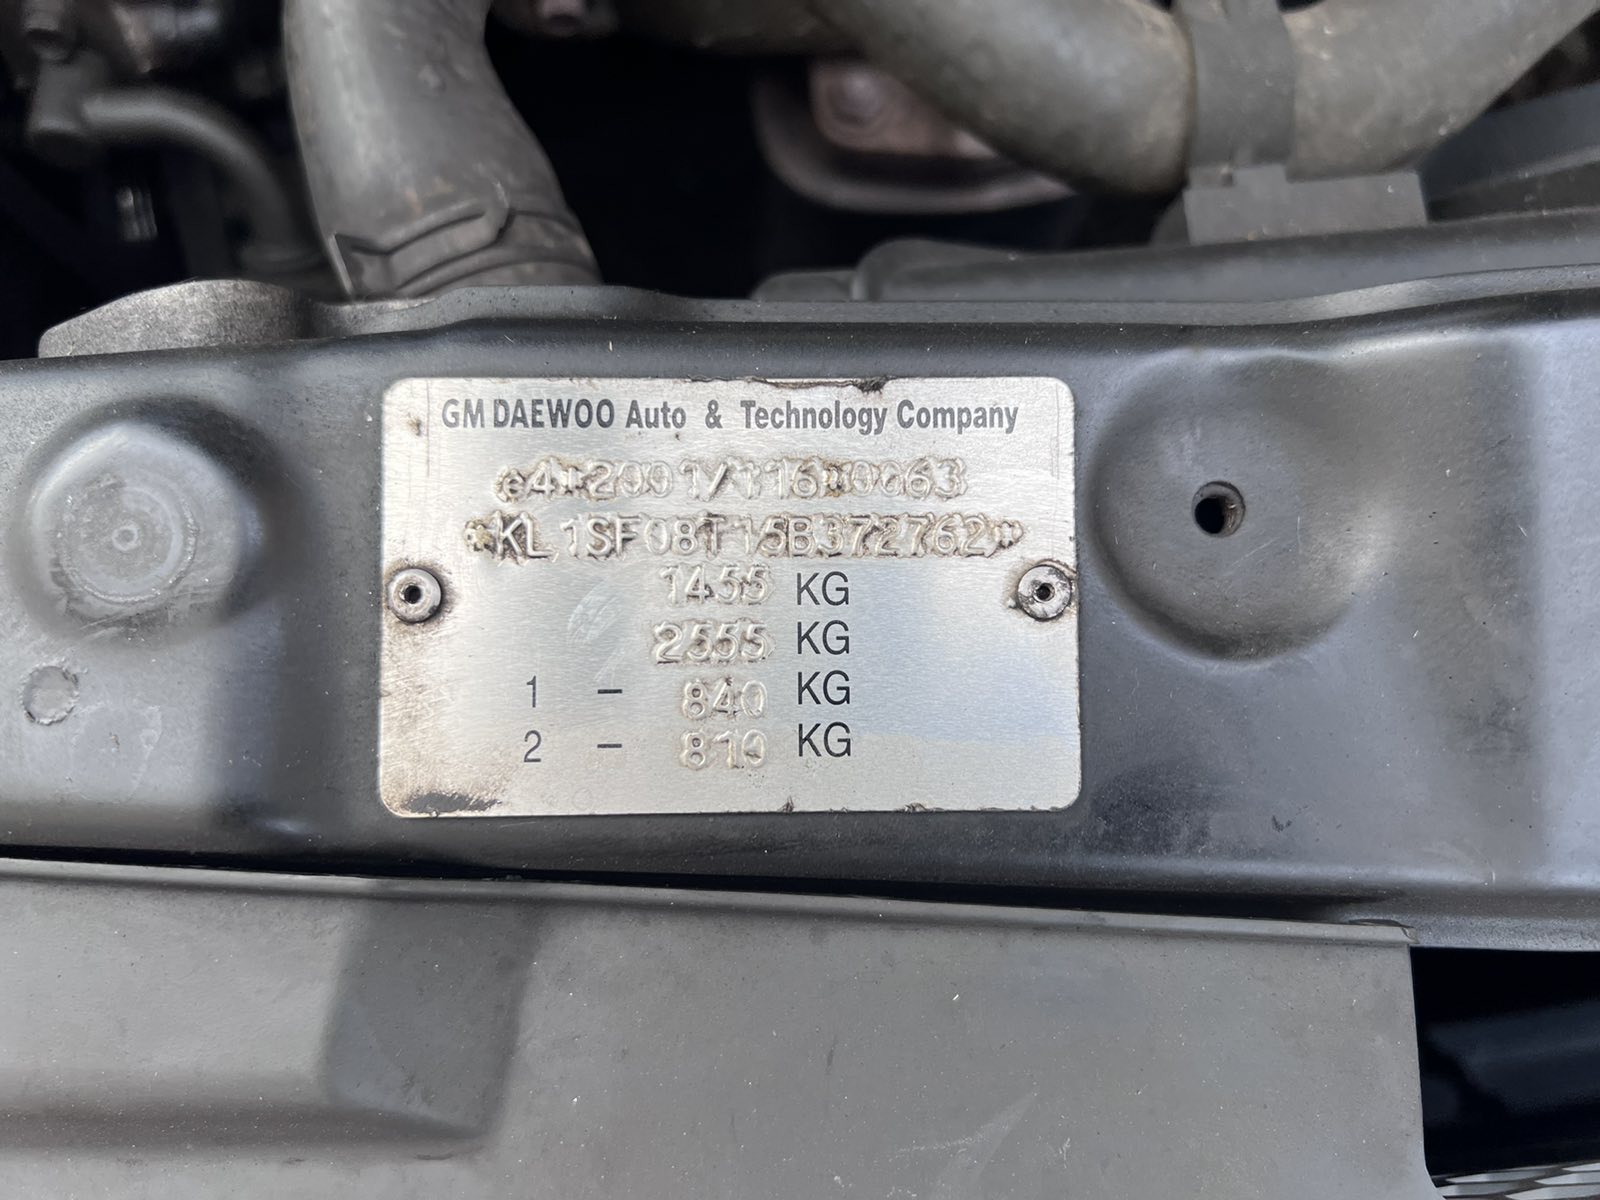 GM DAEWOO Auto & Technology Company
e4*2001/116*0063
*KL1SF08T15B372762*
1455 KG
2555 KG
1 - 840 KG
2 - 810 KG